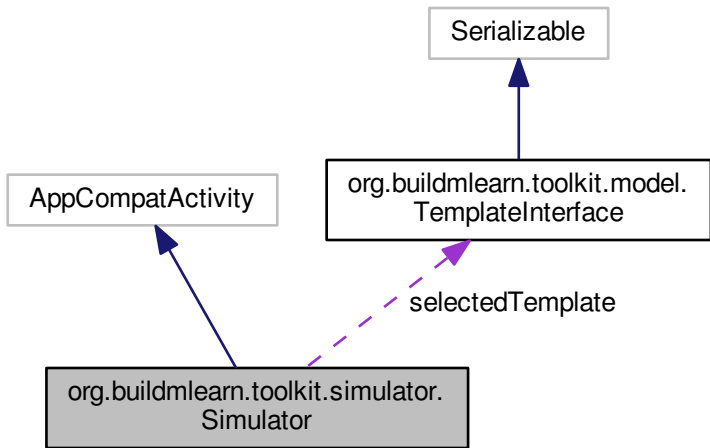 Serializable
AppCompatActivity
org.buildmlearn.toolkit.model.
TemplateInterface
selectedTemplate
org.buildmlearn.toolkit.simulator.
Simulator